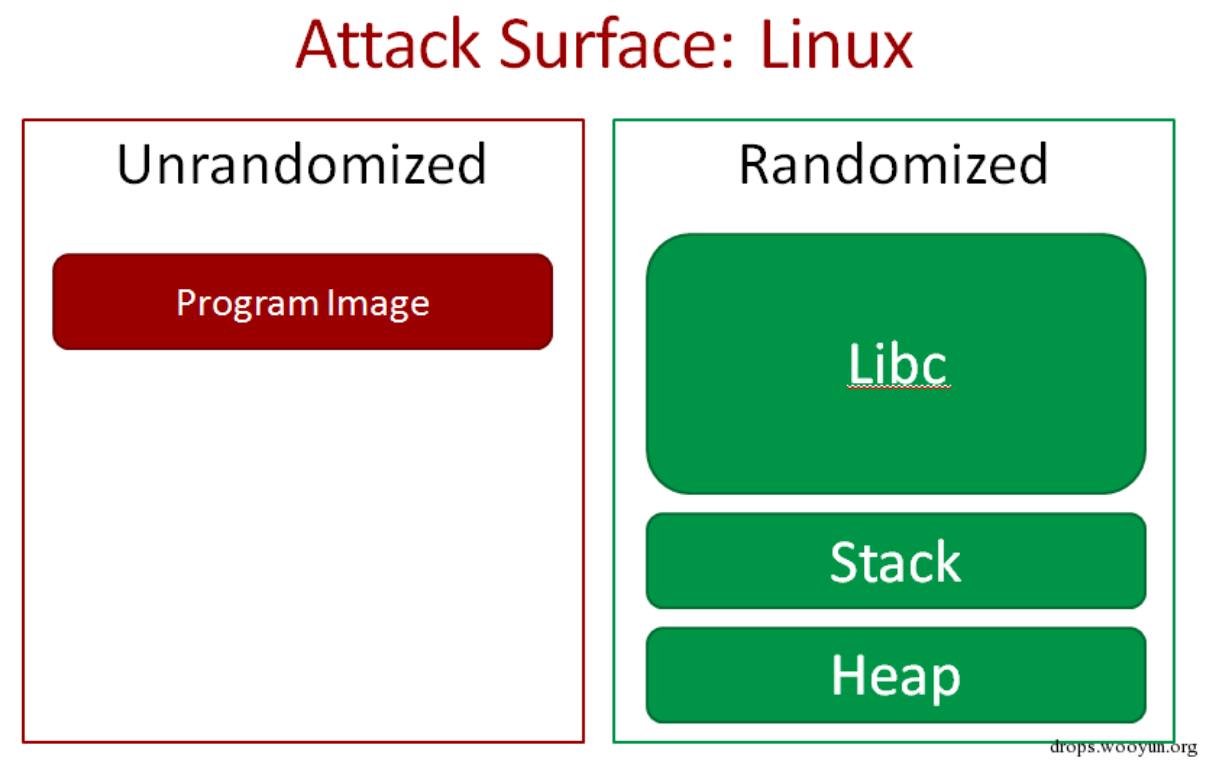 Attack Surface: Linux
Unrandomized
Program Image
Randomized
Libc
Stack
Heap
drops.wooyun.org